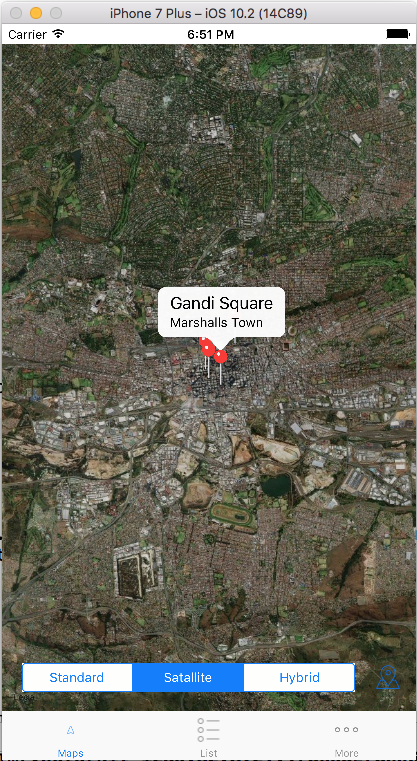 iPhone 7 Plus – iOS 10.2 (14C89)
Carrier 6:51 PM
Gandi Square
Marshalls Town
Standard Satallite Hybrid
Maps List More